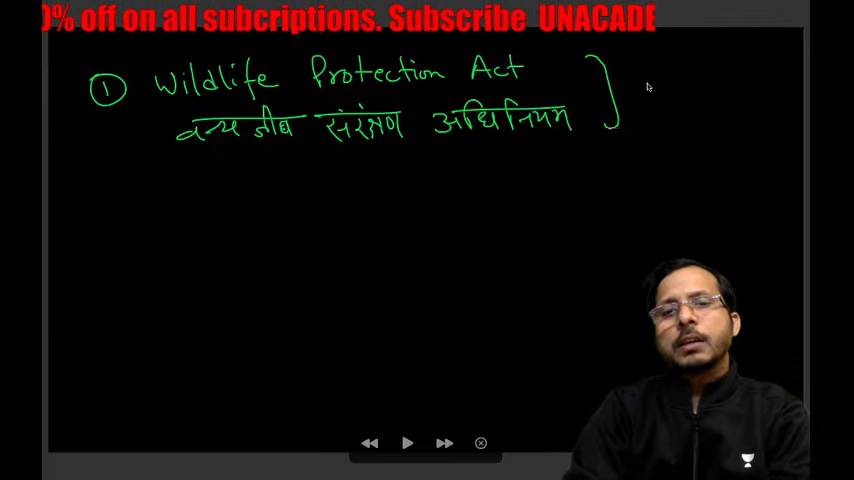 0% off on all subcriptions. Subscribe UNACADE
1 Wildlife Protection Act
वन्य जीव संरक्षण अधिनियम